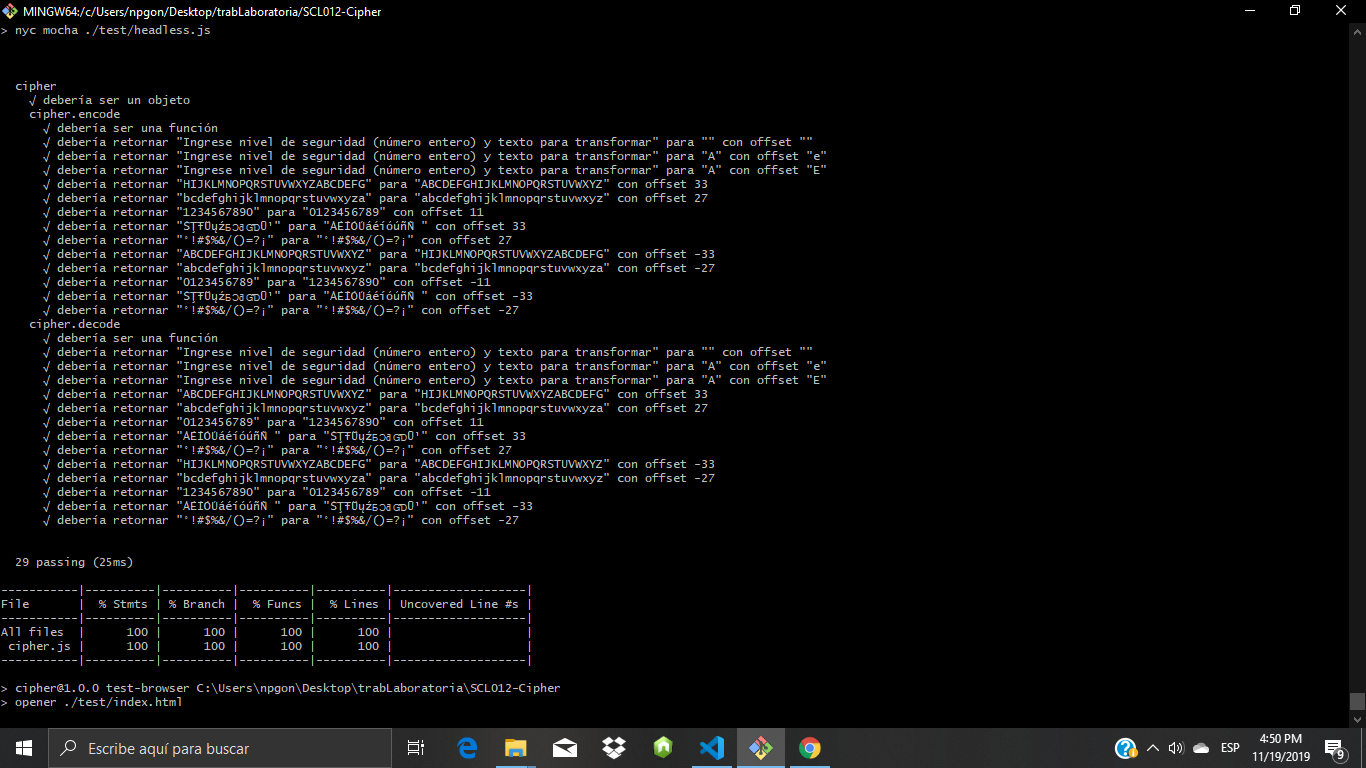 MINGW64:/c/Users/npgon/Desktop/trabLaboratoria/SCL012-Cipher
> nyc mocha ./test/headless.js
cipher
√ debería ser un objeto
cipher.encode
√ debería ser una función
√ debería retornar "Ingrese nivel de seguridad (número entero) y texto para transformar" para "" con offset ""
√ debería retornar "Ingrese nivel de seguridad (número entero) y texto para transformar" para "A" con offset "e"
√ debería retornar "Ingrese nivel de seguridad (número entero) y texto para transformar" para "A" con offset "E"
√ debería retornar "HIJKLMNOPQRSTUVWXYZABCDEFG" para "ABCDEFGHIJKLMNOPQRSTUVWXYZ" con offset 33
√ debería retornar "bcdefghijklmnopqrstuvwxyza" para "abcdefghijklmnopqrstuvwxyz" con offset 27
√ debería retornar "1234567890" para "0123456789" con offset 11
√ debería retornar para "ÁÉÍÓÚáéíóúñÑ " con offset 33
√ debería retornar "°!#$%&/()=?¡" para "°!#$%&/()=?¡" con offset 27
√ debería retornar "ABCDEFGHIJKLMNOPQRSTUVWXYZ" para "HIJKLMNOPQRSTUVWXYZABCDEFG" con offset -33
√ debería retornar "abcdefghijklmnopqrstuvwxyz" para "bcdefghijklmnopqrstuvwxyza" con offset -27
√ debería retornar "0123456789" para "1234567890" con offset -11
√ debería retornar para "ÁÉÍÓÚáéíóúñÑ " con offset -33
√ debería retornar "°!#$%&/()=?¡" para "°!#$%&/()=?¡" con offset -27
cipher.decode
√ debería ser una función
√ debería retornar "Ingrese nivel de seguridad (número entero) y texto para transformar" para "" con offset ""
√ debería retornar "Ingrese nivel de seguridad (número entero) y texto para transformar" para "A" con offset "e"
√ debería retornar "Ingrese nivel de seguridad (número entero) y texto para transformar" para "A" con offset "E"
√ debería retornar "ABCDEFGHIJKLMNOPQRSTUVWXYZ" para "HIJKLMNOPQRSTUVWXYZABCDEFG" con offset 33
√ debería retornar "abcdefghijklmnopqrstuvwxyz" para "bcdefghijklmnopqrstuvwxyza" con offset 27
√ debería retornar "0123456789" para "1234567890" con offset 11
√ debería retornar "ÁÉÍÓÚáéíóúñÑ " para con offset 33
√ debería retornar "°!#$%&/()=?¡" para "°!#$%&/()=?¡" con offset 27
√ debería retornar "HIJKLMNOPQRSTUVWXYZABCDEFG" para "ABCDEFGHIJKLMNOPQRSTUVWXYZ" con offset -33
√ debería retornar "bcdefghijklmnopqrstuvwxyza" para "abcdefghijklmnopqrstuvwxyz" con offset -27
√ debería retornar "1234567890" para "0123456789" con offset -11
√ debería retornar "ÁÉÍÓÚáéíóúñÑ " para con offset -33
√ debería retornar "°!#$%&/()=?¡" para "°!#$%&/()=?¡" con offset -27
29 passing (25ms)
-----------|----------|----------|----------|----------|-------------------|
File | % Stmts | % Branch | % Funcs | % Lines | Uncovered Line #s |
-----------|----------|----------|----------|----------|-------------------|
All files | 100 | 100 | 100 | 100 | |
cipher.js | 100 | 100 | 100 | 100 | |
-----------|----------|----------|----------|----------|-------------------|
> cipher@1.0.0 test-browser C:\Users\npgon\Desktop\trabLaboratoria\SCL012-Cipher
> opener ./test/index.html
Escribe aquí para buscar
ESP
4:50 PM
11/19/2019
9